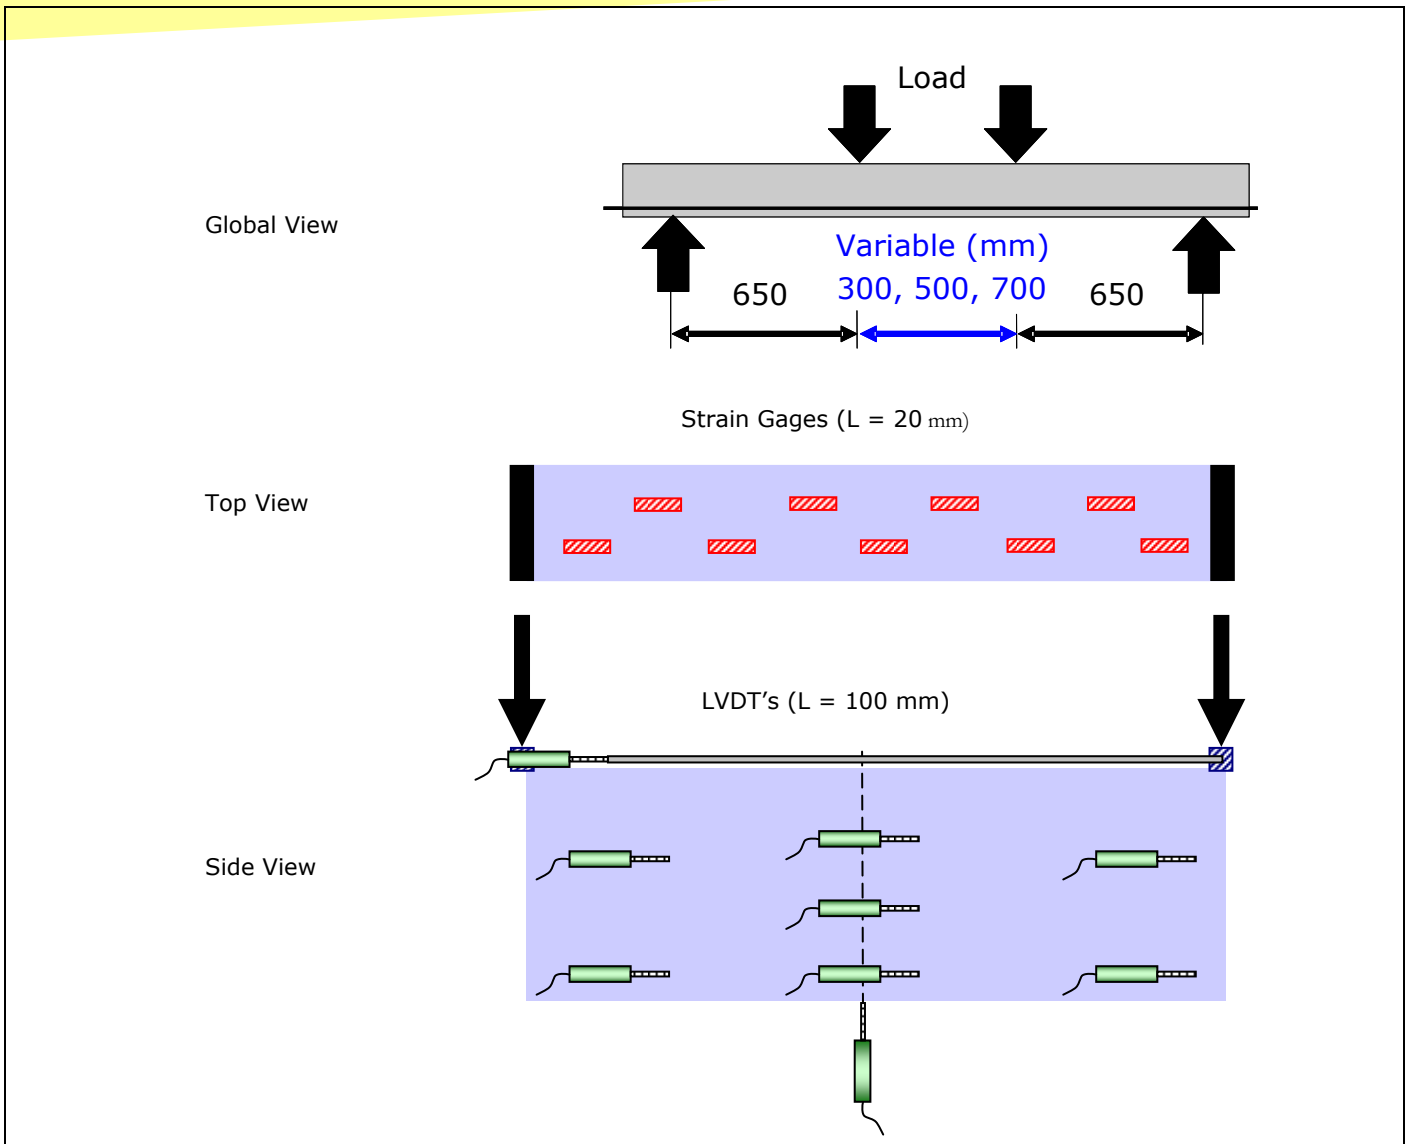 Load
Global View
Variable (mm)
650 300, 500, 700 650
Strain Gages (L = 20 mm)
Top View
LVDT’s (L = 100 mm)
Side View